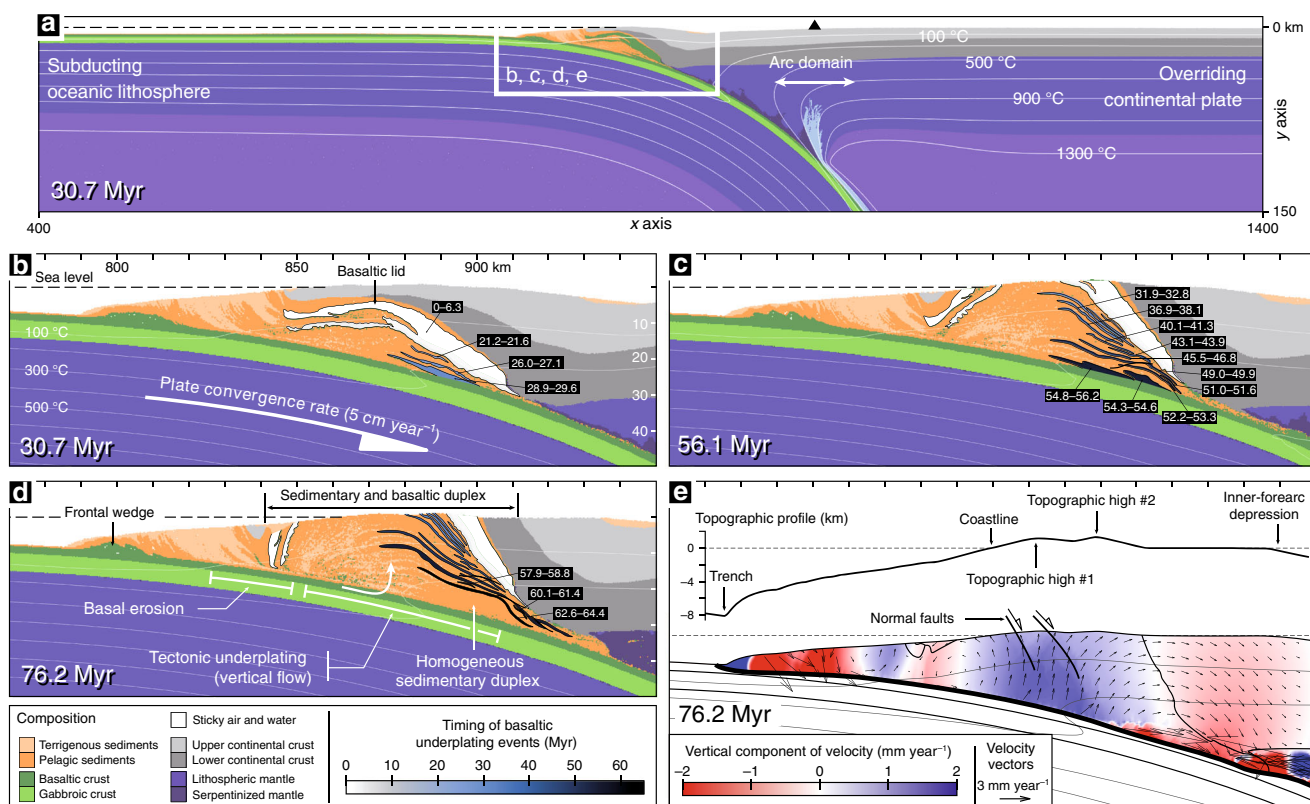 a
0 km
100 °C
Subducting
oceanic lithosphere
b, c, d, e
Arc domain
500 °C
Overriding
continental plate
900 °C
1300 °C
y axis
30.7 Myr
150
400
x axis
1400
b
800
850
900 km
Sea level
Basaltic lid
0–6.3
10
100 °C
21.2–21.6
20
26.0–27.1
300 °C
28.9–29.6
30
Plate convergence rate (5 cm year⁻¹)
500 °C
40
30.7 Myr
c
31.9–32.8
36.9–38.1
40.1–41.3
43.1–43.9
45.5–46.8
49.0–49.9
51.0–51.6
54.8–56.2
54.3–54.6
52.2–53.3
56.1 Myr
d
Sedimentary and basaltic duplex
Frontal wedge
57.9–58.8
60.1–61.4
62.6–64.4
Basal erosion
Tectonic underplating
(vertical flow)
Homogeneous
sedimentary duplex
76.2 Myr
e
Topographic high #2
Inner-forearc
depression
Topographic profile (km)
Coastline
0
Topographic high #1
−4
Trench
−8
Normal faults
76.2 Myr
Vertical component of velocity (mm year⁻¹)
−2
−1
0
1
2
Velocity
vectors
3 mm year⁻¹
Composition
Sticky air and water
Terrigenous sediments
Pelagic sediments
Upper continental crust
Lower continental crust
Basaltic crust
Gabbroic crust
Lithospheric mantle
Serpentinized mantle
Timing of basaltic
underplating events (Myr)
0
10
20
30
40
50
60